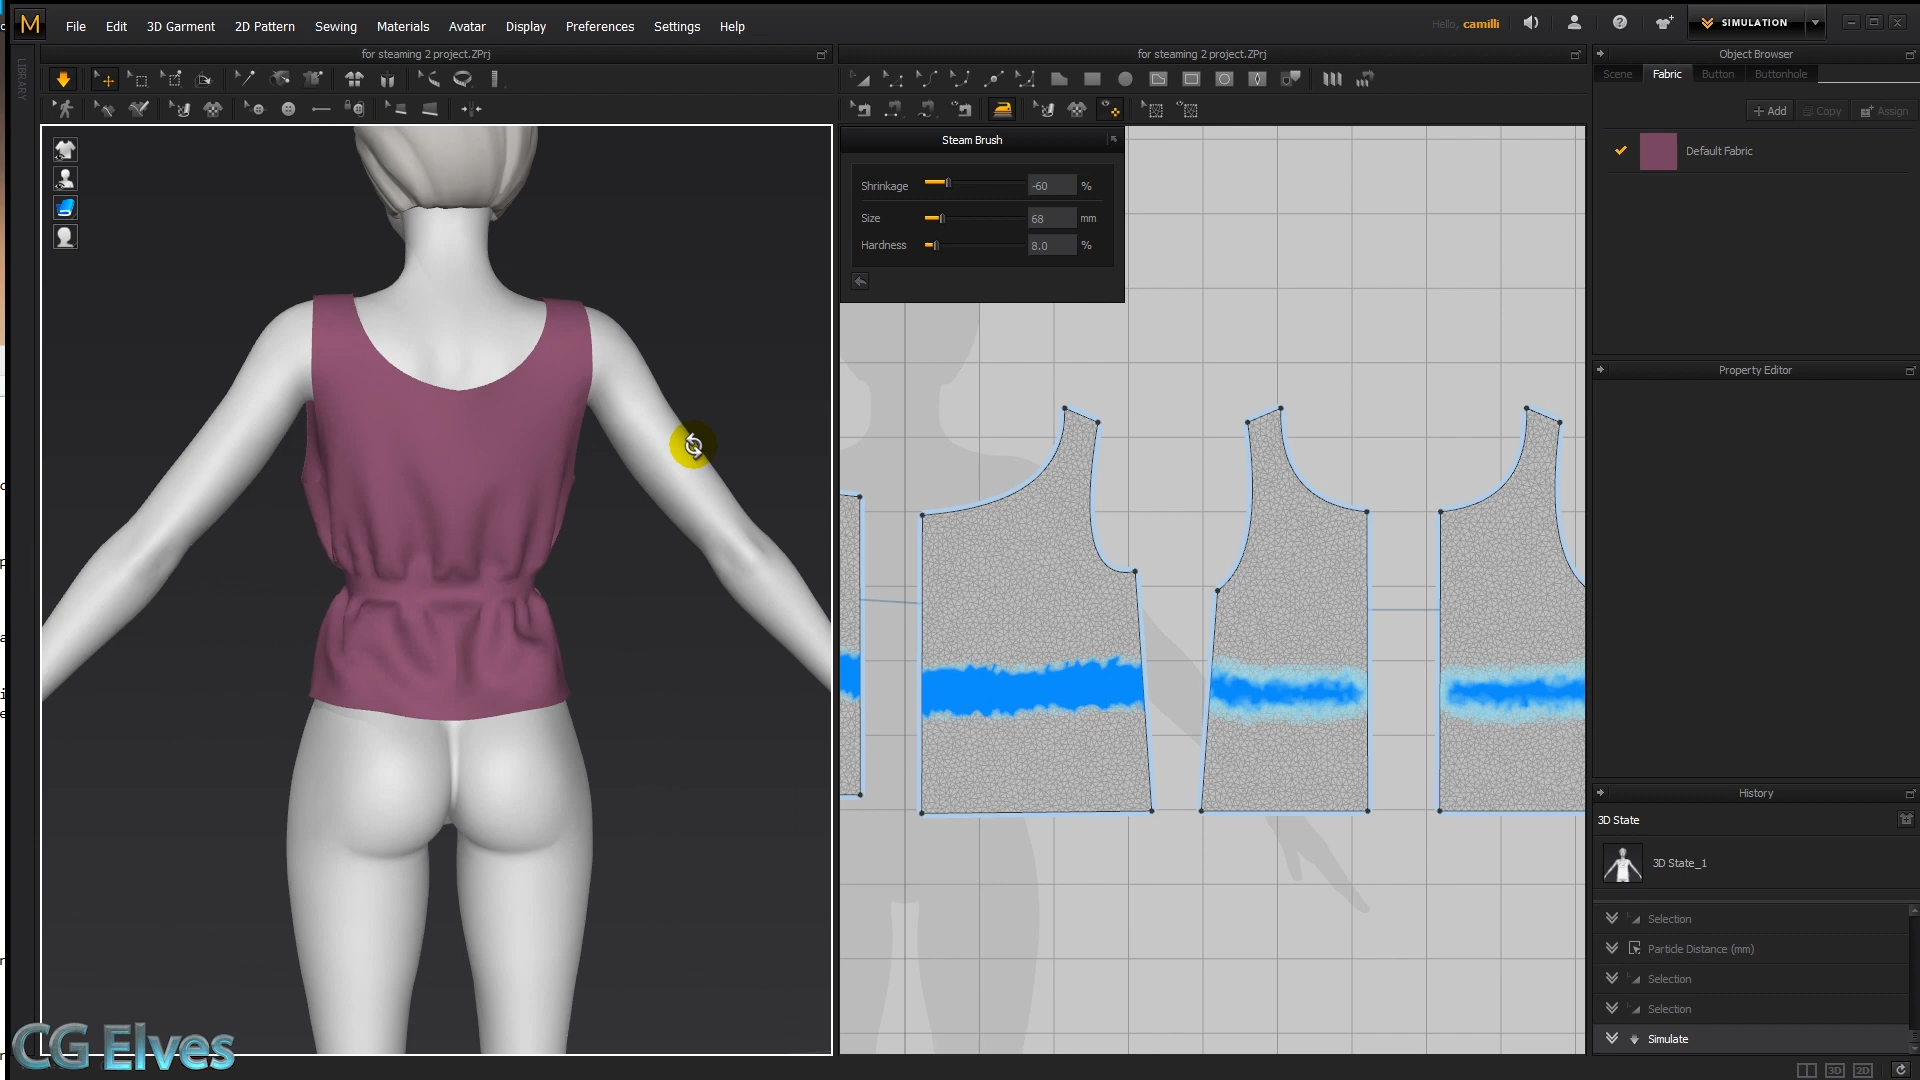 M File Edit 3D Garment 2D Pattern Sewing Materials Avatar Display Preferences Settings Help Hello, camilli SIMULATION
for steaming 2 project.ZPrj for steaming 2 project.ZPrj Object Browser
LIBRARY
Scene Fabric Button Buttonhole
+ Add Copy Assign
Default Fabric
Steam Brush
Shrinkage -60 %
Size 68 mm
Hardness 8.0 %
Property Editor
History
3D State
3D State_1
Selection
Particle Distance (mm)
Selection
Selection
Simulate
CG Elves
3D 2D